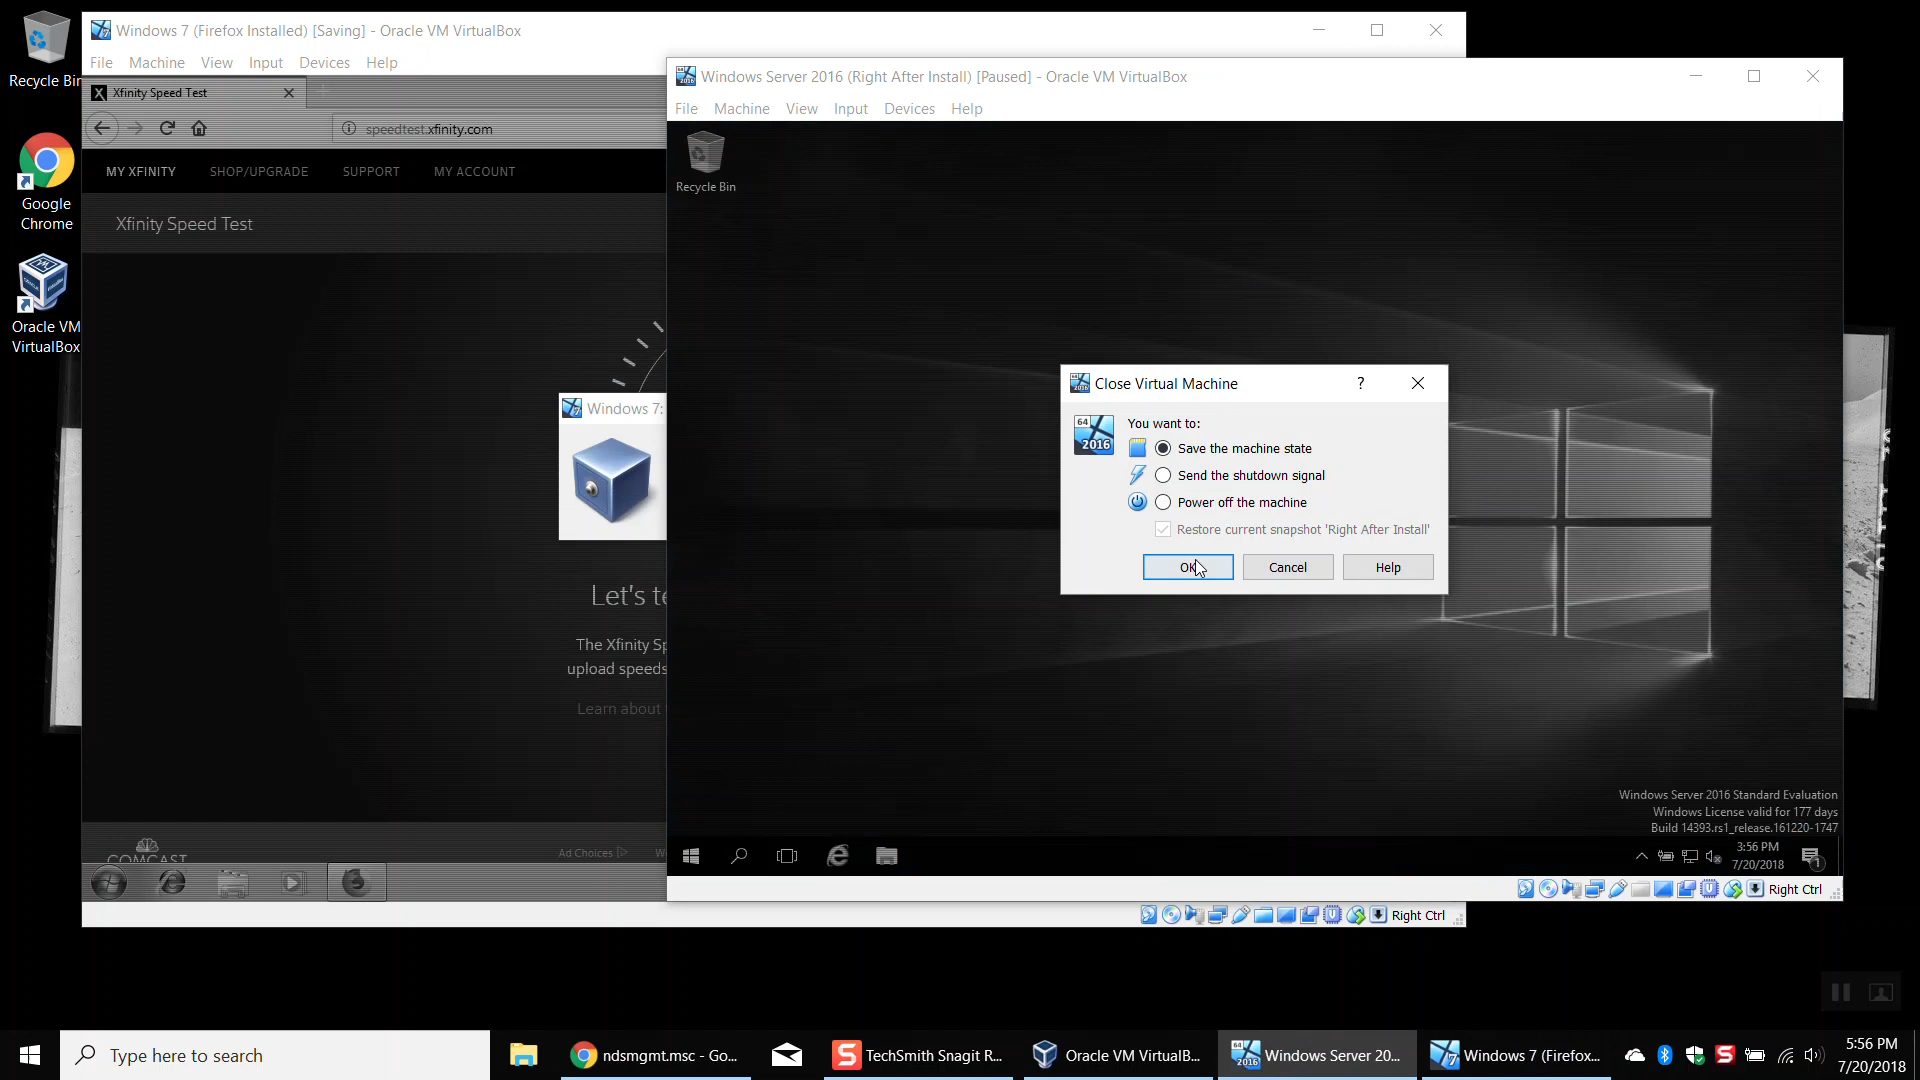 Recycle Bin
Google
Chrome
Oracle VM
VirtualBox
Windows 7 (Firefox Installed) [Saving] - Oracle VM VirtualBox
File Machine View Input Devices Help
Xfinity Speed Test
speedtest.xfinity.com
MY XFINITY SHOP/UPGRADE SUPPORT MY ACCOUNT
Xfinity Speed Test
Windows 7:
Let's
The Xfinity
upload speeds
Learn about
COMCAST
Ad Choices
Right Ctrl
Windows Server 2016 (Right After Install) [Paused] - Oracle VM VirtualBox
File Machine View Input Devices Help
Recycle Bin
Close Virtual Machine
?
64
2016
You want to:
Save the machine state
Send the shutdown signal
Power off the machine
Restore current snapshot 'Right After Install'
OK Cancel Help
Windows Server 2016 Standard Evaluation
Windows License valid for 177 days
Build 14393.rs1_release.161220-1747
3:56 PM
7/20/2018
1
Right Ctrl
Type here to search
ndsmgmt.msc - Go...
TechSmith Snagit R...
Oracle VM VirtualB...
Windows Server 20...
Windows 7 (Firefox...
5:56 PM
7/20/2018